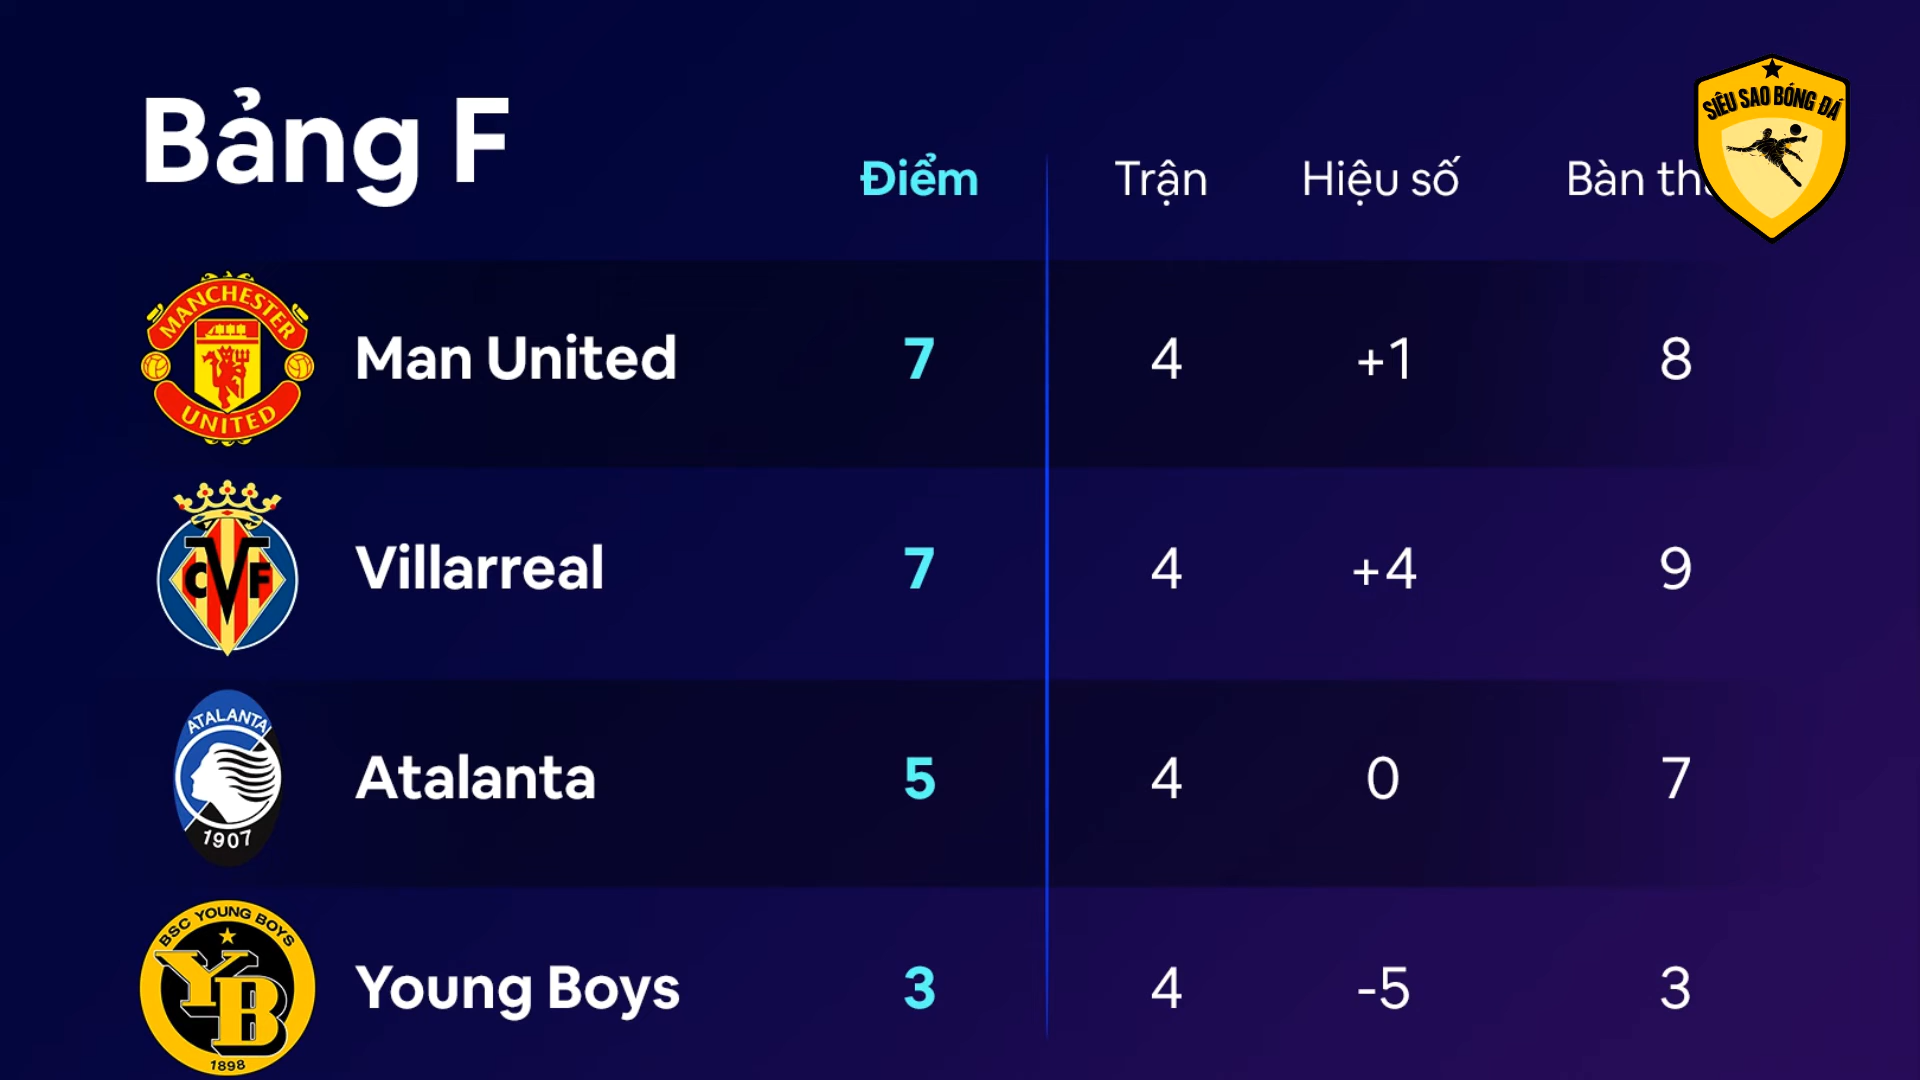 Bảng F
Điểm Trận Hiệu số Bàn
SIÊU SAO BÓNG ĐÁ
MANCHESTER
UNITED
Man United 7 4 +1 8
CVF
Villarreal 7 4 +4 9
ATALANTA
1907
Atalanta 5 4 0 7
BSC YOUNG BOYS
YB
1898
Young Boys 3 4 -5 3